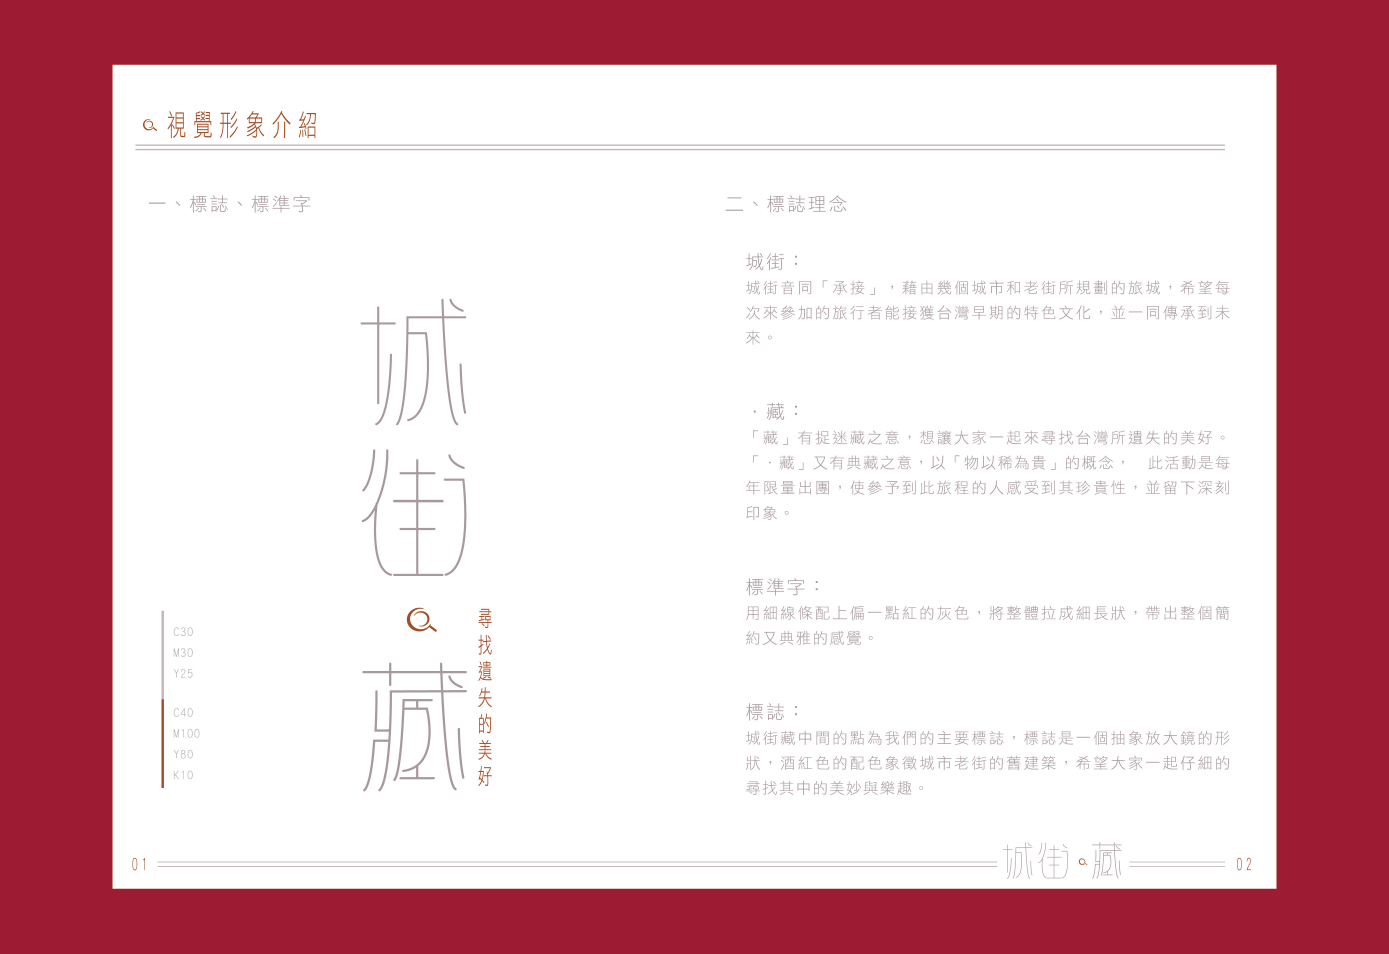 視覺形象介紹
一、標誌、標準字
城街
藏
尋找遺失的美好
C30
M30
Y25
C40
M100
Y80
K10
二、標誌理念
城街：
城街音同「承接」，藉由幾個城市和老街所規劃的旅城，希望每
次來參加的旅行者能接獲台灣早期的特色文化，並一同傳承到未
來。
．藏：
「藏」有捉迷藏之意，想讓大家一起來尋找台灣所遺失的美好。
「．藏」又有典藏之意，以「物以稀為貴」的概念，　此活動是每
年限量出團，使參予到此旅程的人感受到其珍貴性，並留下深刻
印象。
標準字：
用細線條配上偏一點紅的灰色，將整體拉成細長狀，帶出整個簡
約又典雅的感覺。
標誌：
城街藏中間的點為我們的主要標誌，標誌是一個抽象放大鏡的形
狀，酒紅色的配色象徵城市老街的舊建築，希望大家一起仔細的
尋找其中的美妙與樂趣。
01
城街 藏
02